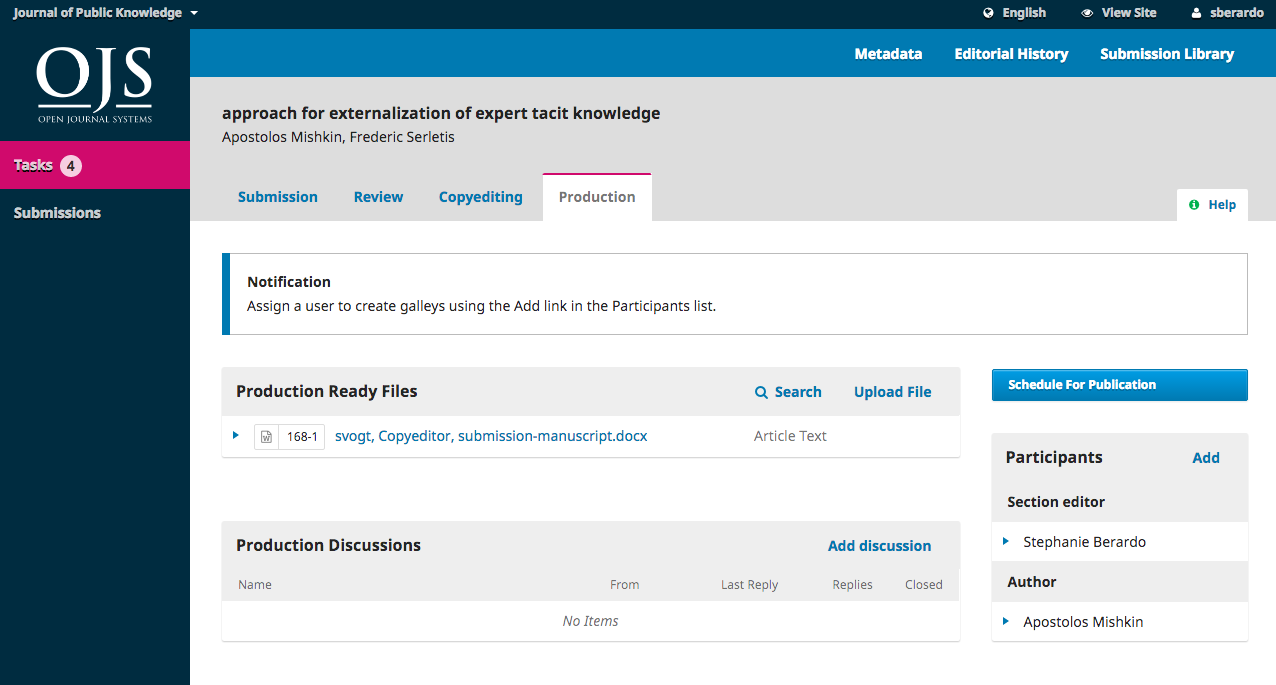 Journal of Public Knowledge
English View Site sberardo
OJS
OPEN JOURNAL SYSTEMS
Metadata Editorial History Submission Library
approach for externalization of expert tacit knowledge
Apostolos Mishkin, Frederic Serletis
Tasks 4
Submissions
Submission Review Copyediting Production
Help
Notification
Assign a user to create galleys using the Add link in the Participants list.
Production Ready Files Search Upload File
168-1 svogt, Copyeditor, submission-manuscript.docx Article Text
Schedule For Publication
Participants Add
Section editor
Stephanie Berardo
Author
Apostolos Mishkin
Production Discussions Add discussion
Name From Last Reply Replies Closed
No Items